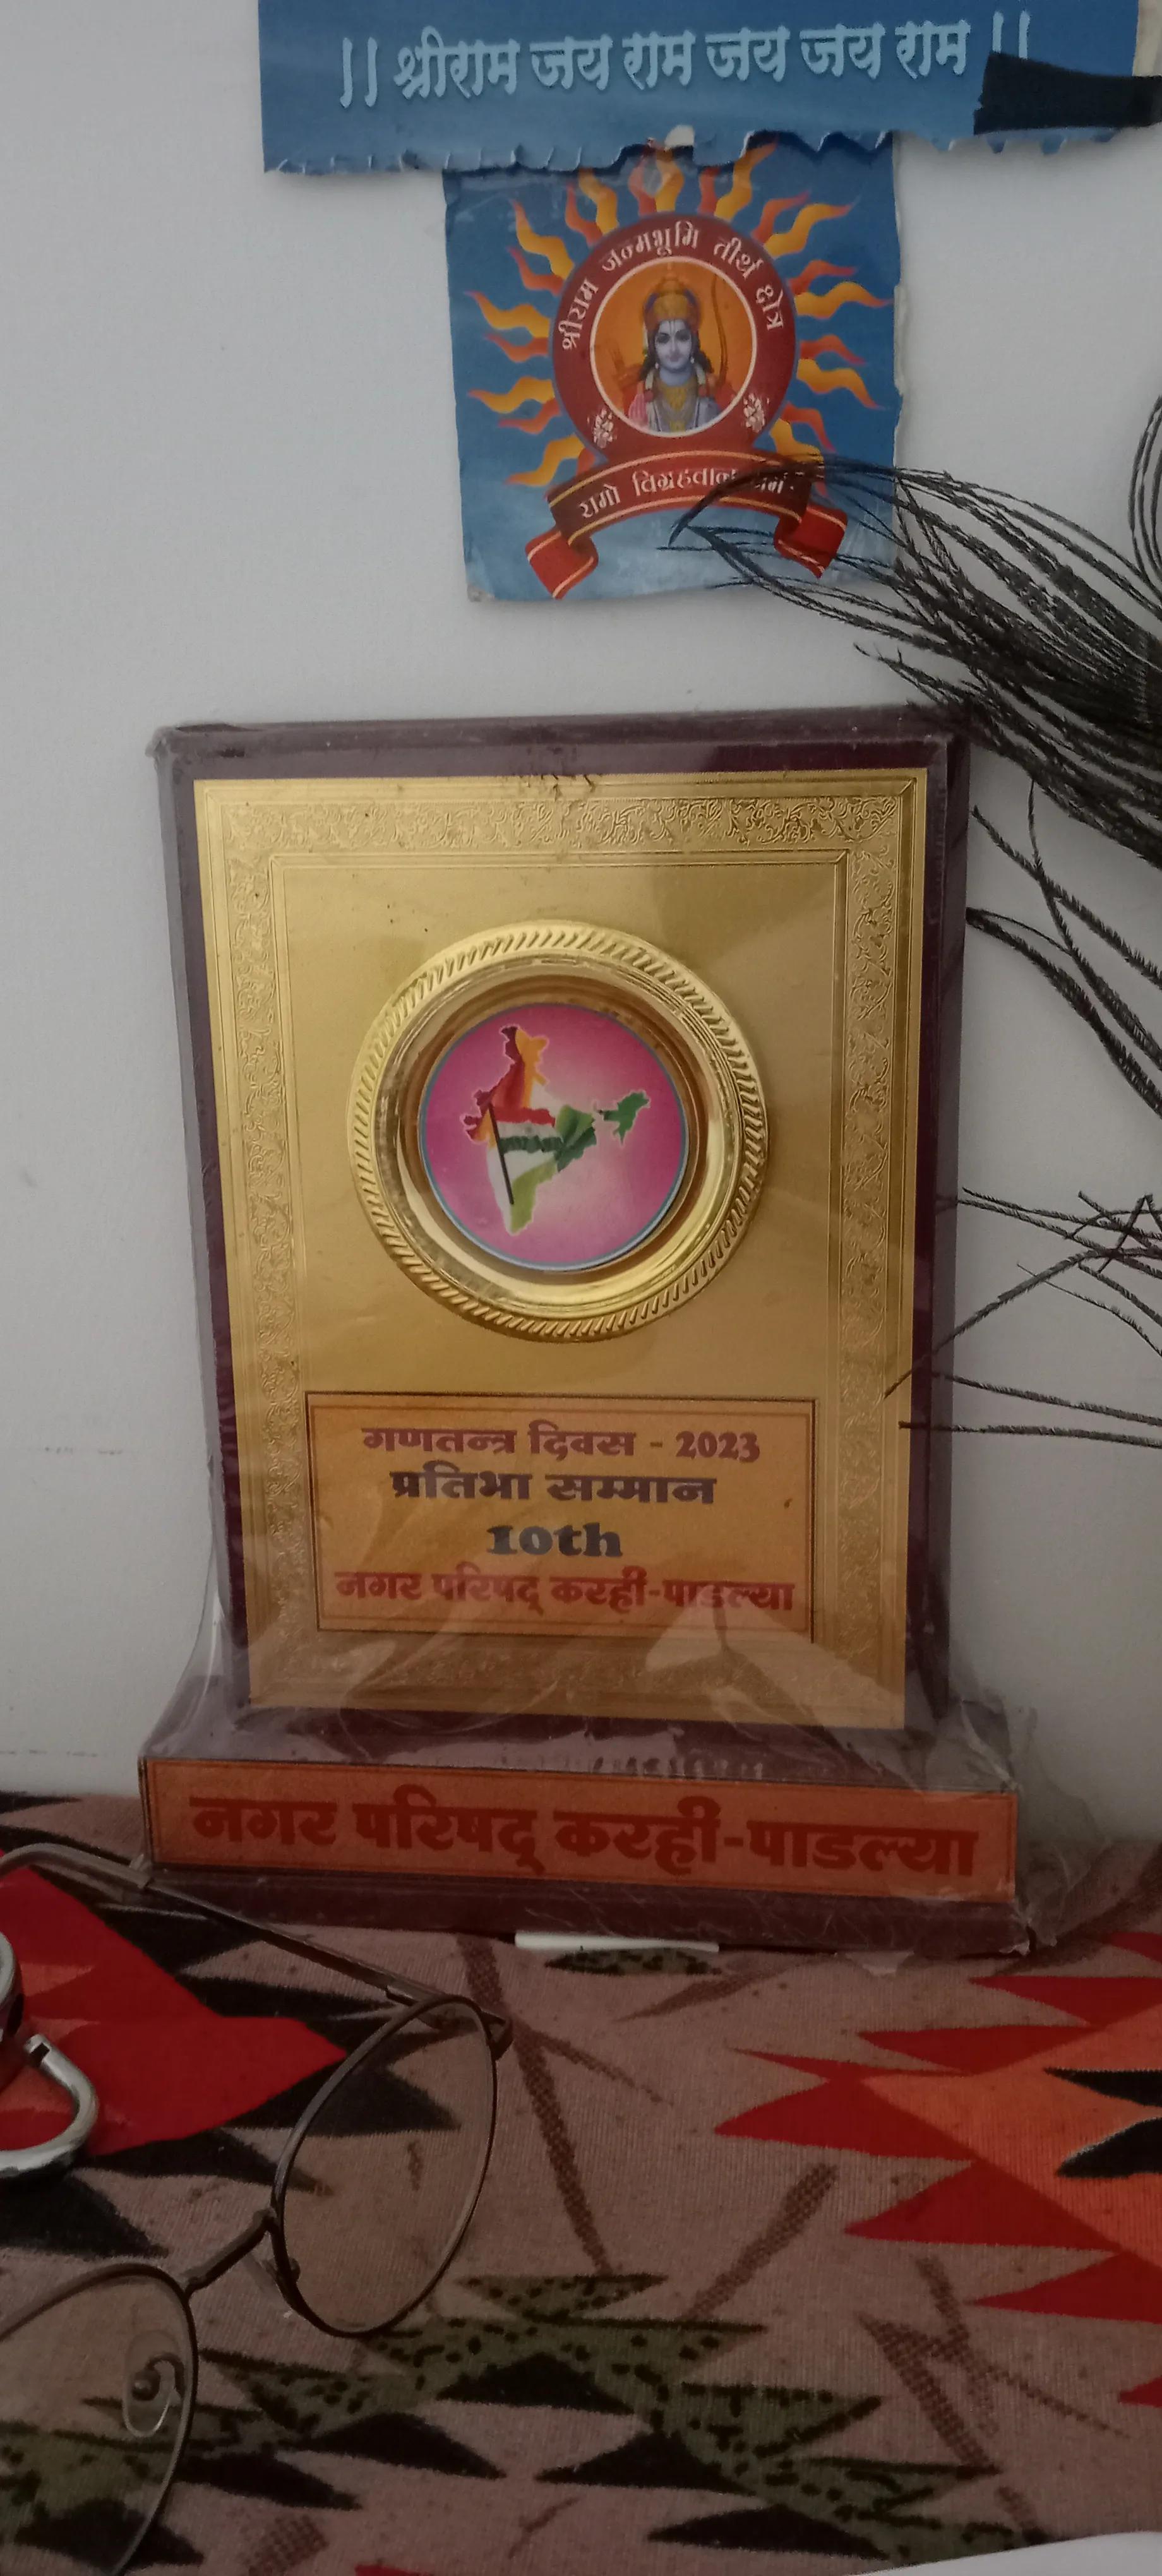 || श्रीराम जय राम जय जय राम ||
श्रीराम जन्मभूमि तीर्थ क्षेत्र
रामो विग्रहवान
गणतन्त्र दिवस - 2023
प्रतिभा सम्मान
10th
नगर परिषद् करही-पाडल्या
नगर परिषद् करही-पाडल्या